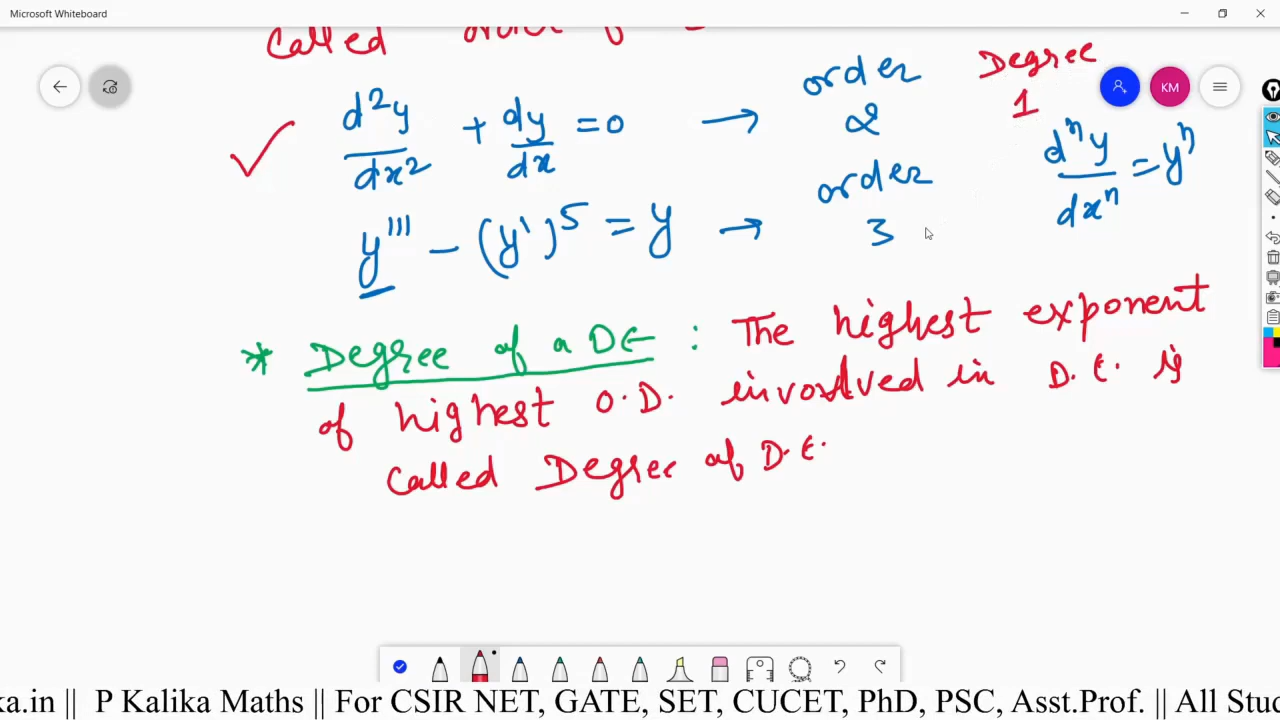 Microsoft Whiteboard
Called order of
Degree
d²y/dx² + dy/dx = 0 → order 2 1
KM
y''' - (y')⁵ = y → order 3
dⁿy/dxⁿ = yⁿ
* Degree of a DE : The highest exponent
of highest O.D. involved in D.E. is
called Degree of D.E.
ka.in || P Kalika Maths || For CSIR NET, GATE, SET, CUCET, PhD, PSC, Asst.Prof. || All Stu